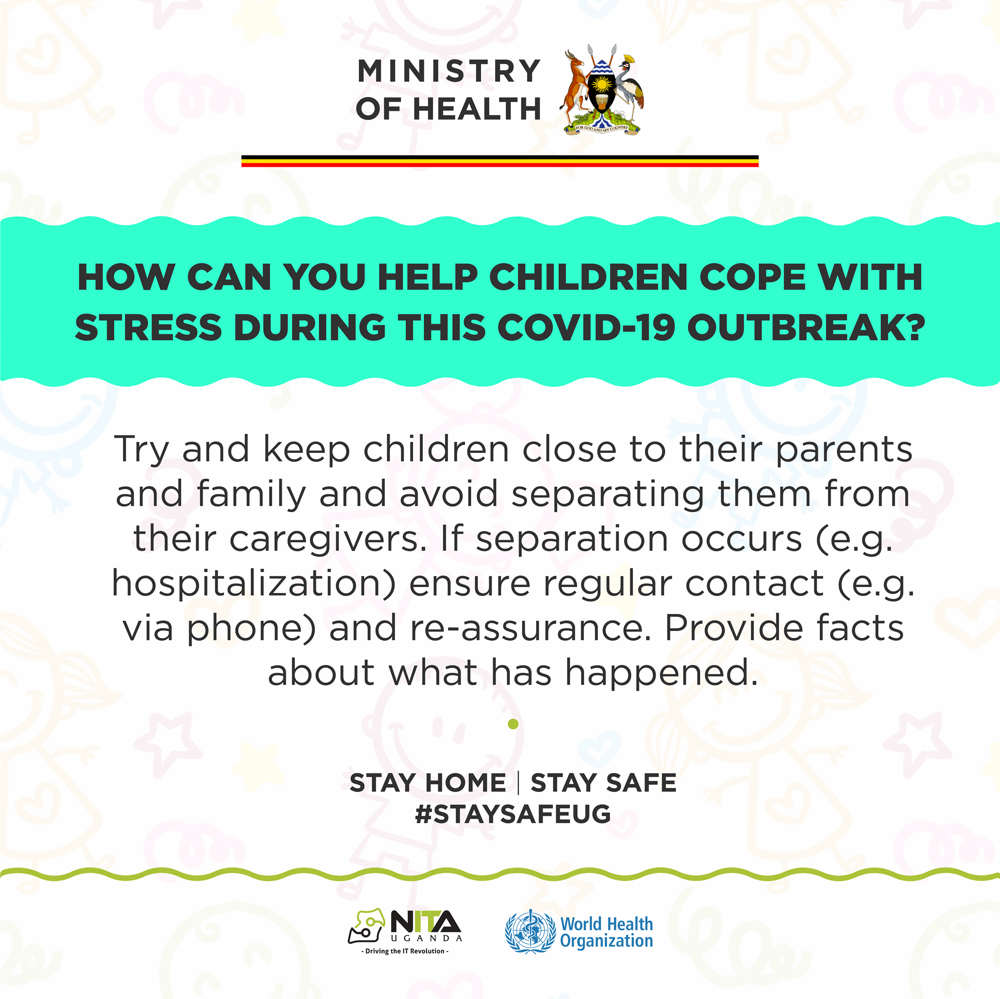 MINISTRY
OF HEALTH
FOR GOD AND MY COUNTRY
HOW CAN YOU HELP CHILDREN COPE WITH
STRESS DURING THIS COVID-19 OUTBREAK?
Try and keep children close to their parents
and family and avoid separating them from
their caregivers. If separation occurs (e.g.
hospitalization) ensure regular contact (e.g.
via phone) and re-assurance. Provide facts
about what has happened.
STAY HOME | STAY SAFE
#STAYSAFEUG
NITA
UGANDA
- Driving the IT Revolution -
World Health
Organization